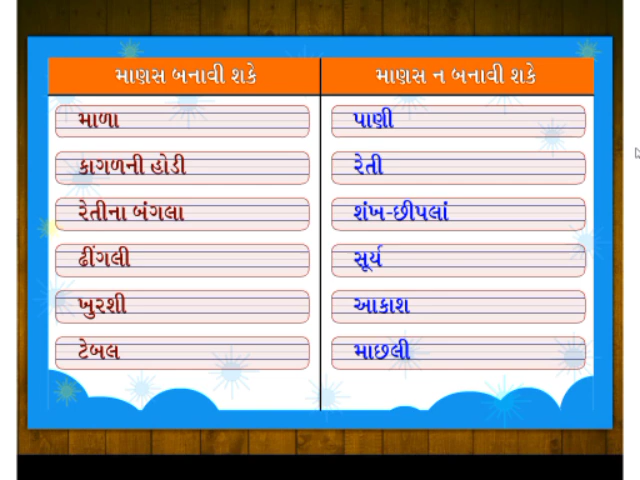 માણસ બનાવી શકે	માણસ ન બનાવી શકે
માળા	પાણી
કાગળની હોડી	રેતી
રેતીના બંગલા	શંખ-છીપલાં
ઢીંગલી	સૂર્ય
ખુરશી	આકાશ
ટેબલ	માછલી